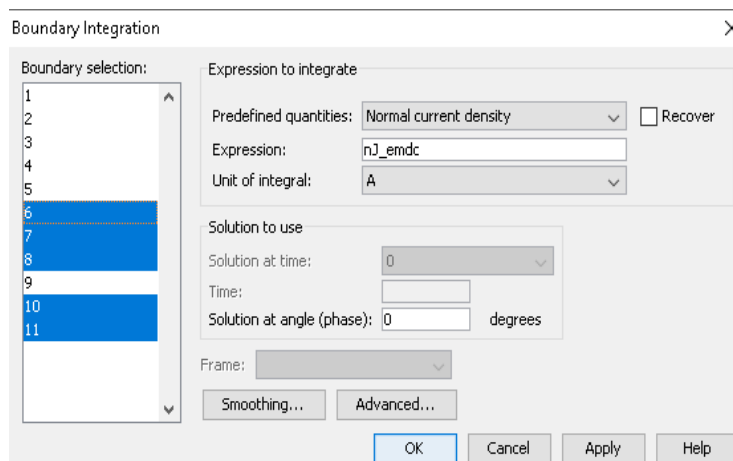 Boundary Integration
Boundary selection:
1
2
3
4
5
6
7
8
9
10
11
Expression to integrate
Predefined quantities: Normal current density Recover
Expression: nJ_emdc
Unit of integral: A
Solution to use
Solution at time: 0
Time:
Solution at angle (phase): 0 degrees
Frame:
Smoothing... Advanced...
OK Cancel Apply Help